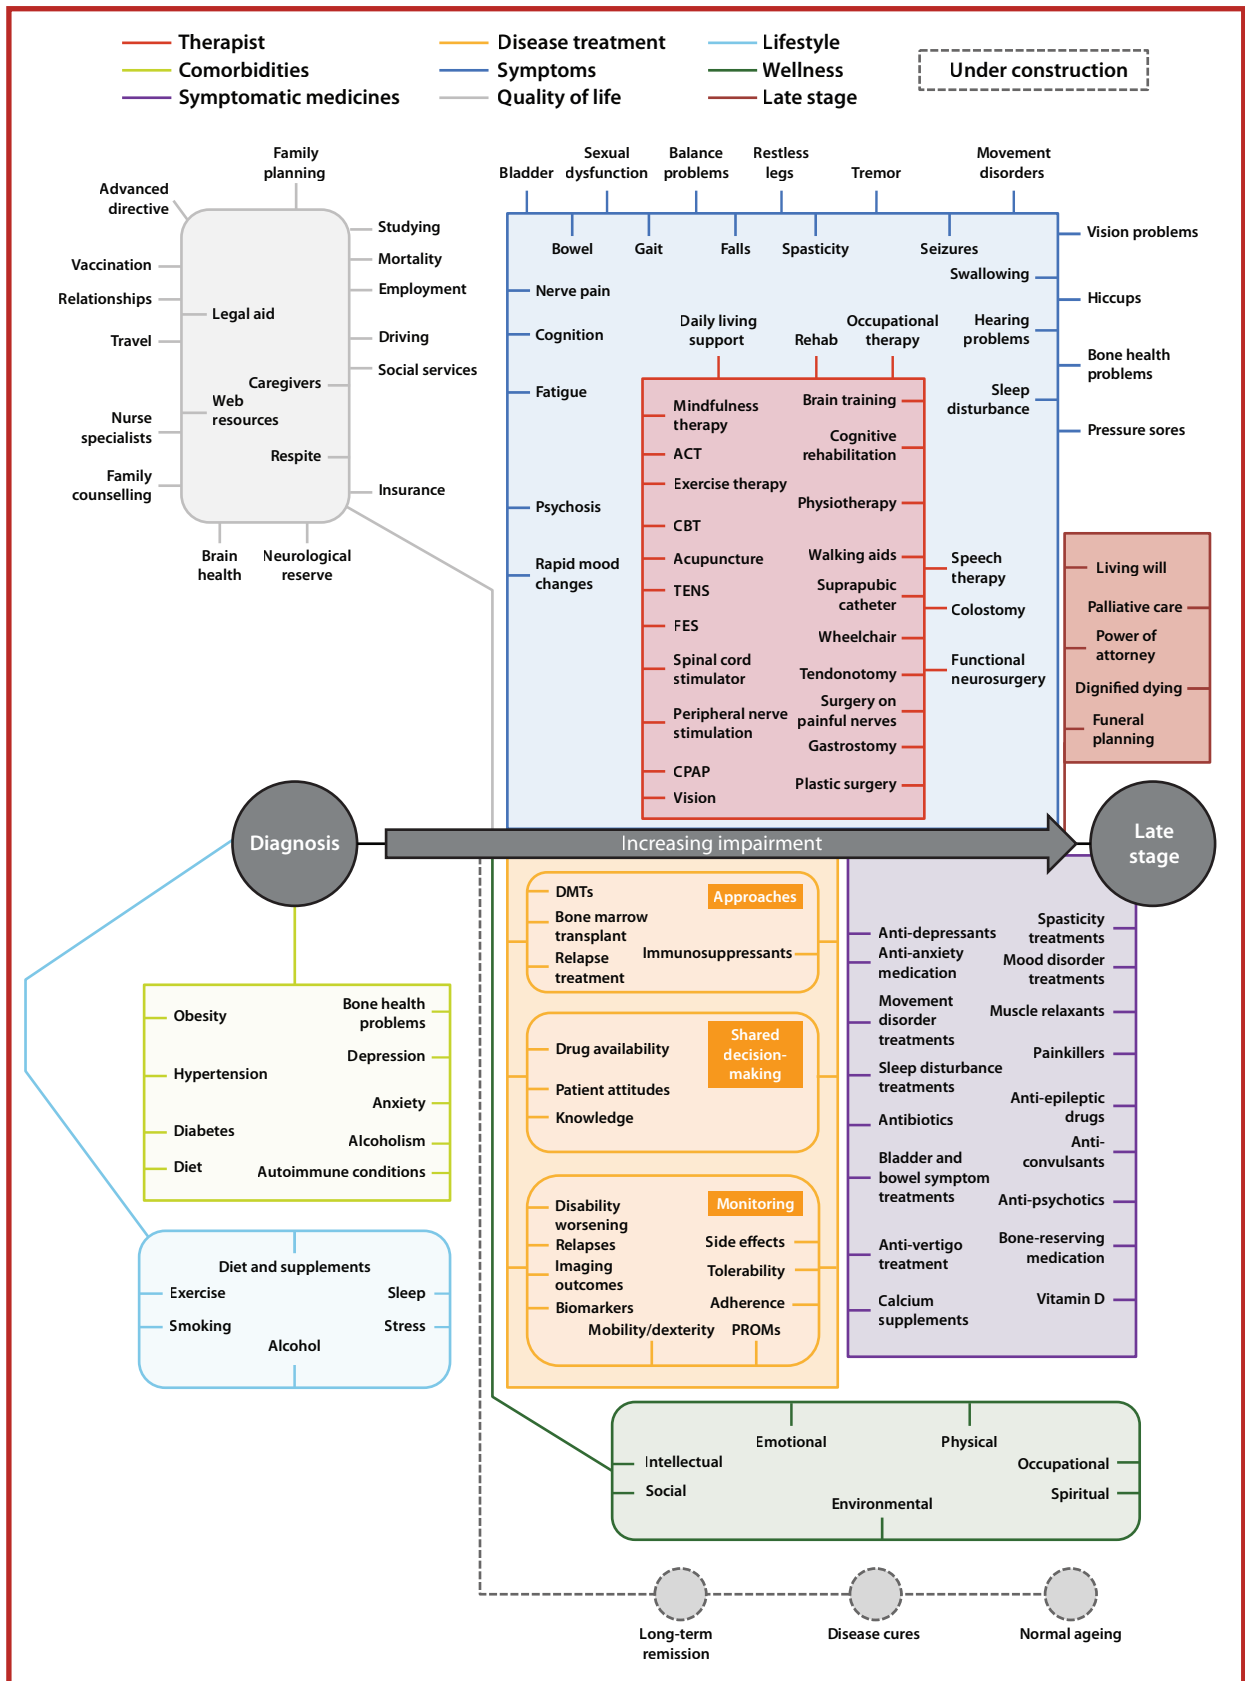 Therapist
Comorbidities
Symptomatic medicines
Disease treatment
Symptoms
Quality of life
Lifestyle
Wellness
Late stage
Under construction
Family
planning
Advanced
directive
Vaccination
Relationships
Travel
Nurse
specialists
Family
counselling
Legal aid
Caregivers
Web
resources
Respite
Studying
Mortality
Employment
Driving
Social services
Insurance
Brain
health
Neurological
reserve
Bladder
Sexual
dysfunction
Balance
problems
Restless
legs
Tremor
Movement
disorders
Bowel
Gait
Falls
Spasticity
Seizures
Nerve pain
Cognition
Fatigue
Psychosis
Rapid mood
changes
Swallowing
Hearing
problems
Sleep
disturbance
Vision problems
Hiccups
Bone health
problems
Pressure sores
Daily living
support
Rehab
Occupational
therapy
Mindfulness
therapy
ACT
Exercise therapy
CBT
Acupuncture
TENS
FES
Spinal cord
stimulator
Peripheral nerve
stimulation
CPAP
Vision
Brain training
Cognitive
rehabilitation
Physiotherapy
Walking aids
Suprapubic
catheter
Wheelchair
Tendonotomy
Surgery on
painful nerves
Gastrostomy
Plastic surgery
Speech
therapy
Colostomy
Functional
neurosurgery
Living will
Palliative care
Power of
attorney
Dignified dying
Funeral
planning
Diagnosis
Increasing impairment
Late
stage
Obesity
Hypertension
Diabetes
Diet
Bone health
problems
Depression
Anxiety
Alcoholism
Autoimmune conditions
Diet and supplements
Exercise
Smoking
Sleep
Stress
Alcohol
Approaches
DMTs
Bone marrow
transplant
Relapse
treatment
Immunosuppressants
Shared
decision-
making
Drug availability
Patient attitudes
Knowledge
Monitoring
Disability
worsening
Relapses
Imaging
outcomes
Biomarkers
Side effects
Tolerability
Adherence
Mobility/dexterity
PROMs
Anti-depressants
Anti-anxiety
medication
Movement
disorder
treatments
Sleep disturbance
treatments
Antibiotics
Bladder and
bowel symptom
treatments
Anti-vertigo
treatment
Calcium
supplements
Spasticity
treatments
Mood disorder
treatments
Muscle relaxants
Painkillers
Anti-epileptic
drugs
Anti-
convulsants
Anti-psychotics
Bone-reserving
medication
Vitamin D
Emotional
Physical
Intellectual
Social
Occupational
Spiritual
Environmental
Long-term
remission
Disease cures
Normal ageing